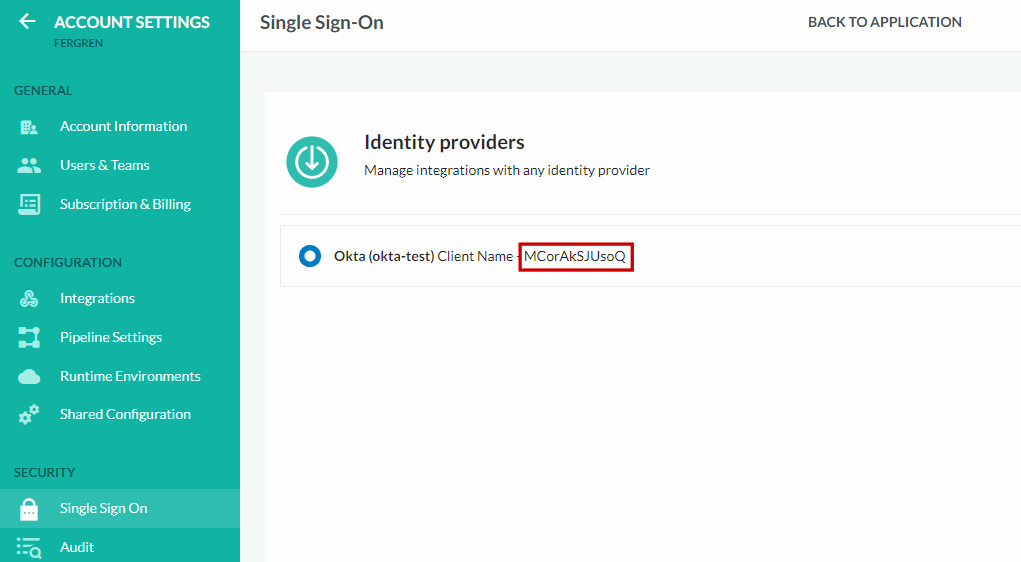 ACCOUNT SETTINGS
FERGREN
GENERAL
Account Information
Users & Teams
Subscription & Billing
CONFIGURATION
Integrations
Pipeline Settings
Runtime Environments
Shared Configuration
SECURITY
Single Sign On
Audit
Single Sign-On
BACK TO APPLICATION
Identity providers
Manage integrations with any identity provider
Okta (okta-test) Client Name - MCorAkSJUsoQ